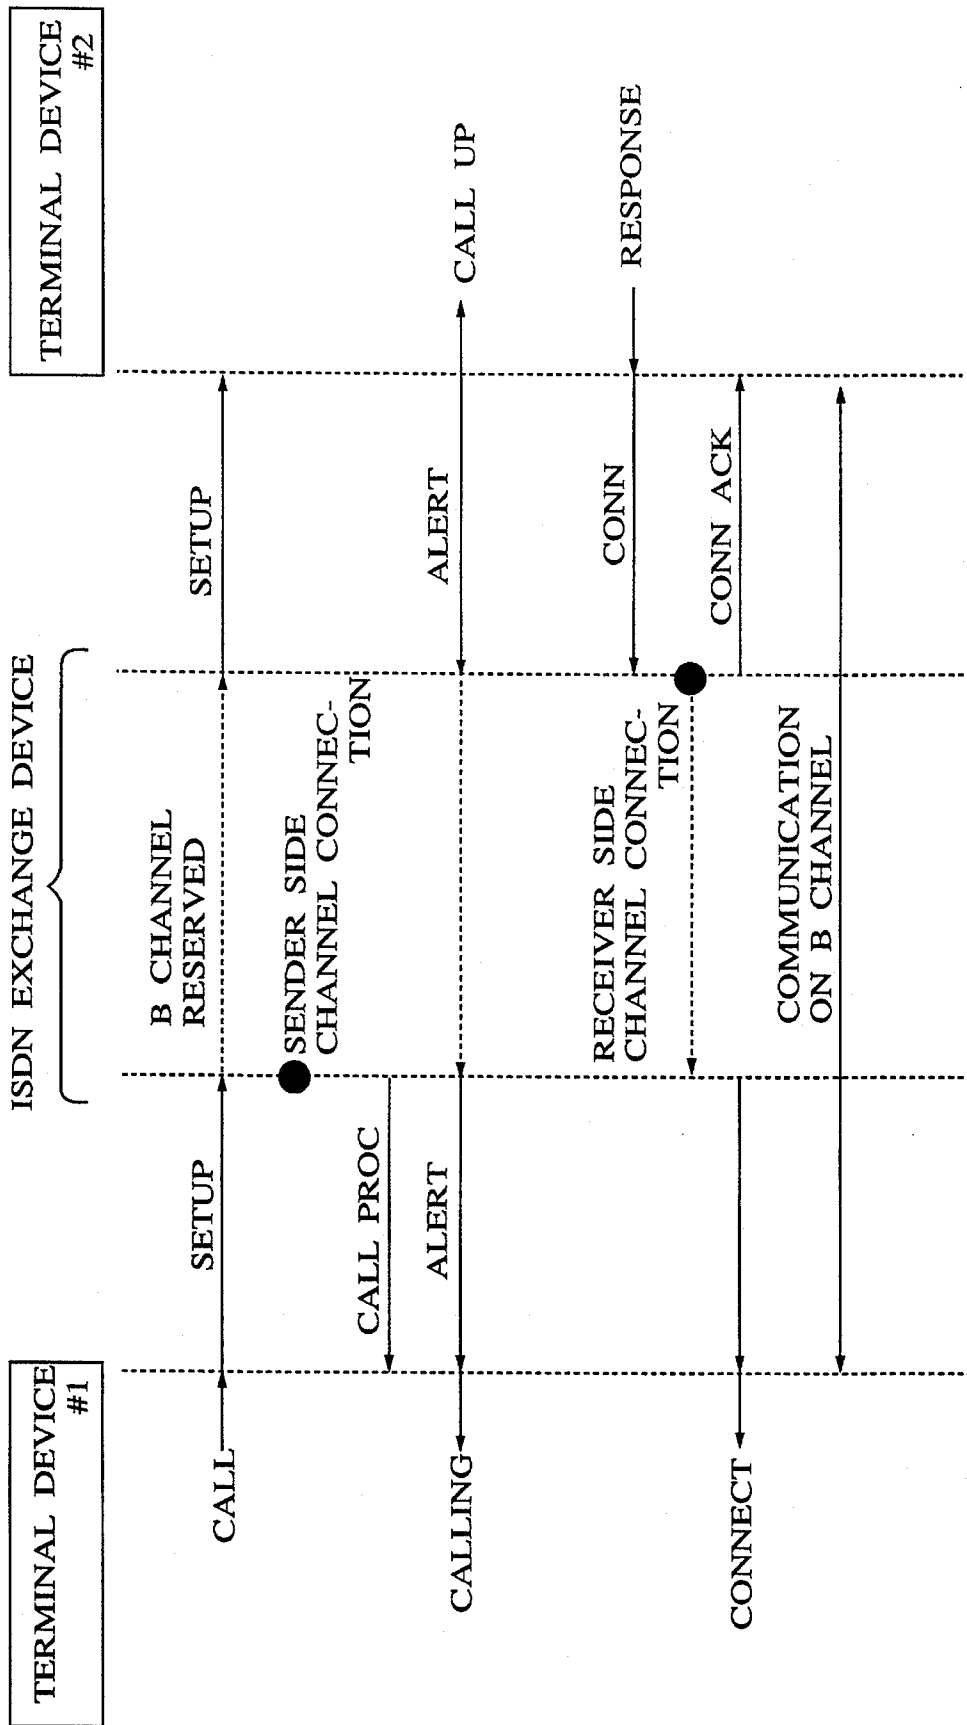 TERMINAL DEVICE
#1
ISDN EXCHANGE DEVICE
TERMINAL DEVICE
#2
CALL
SETUP
B CHANNEL
RESERVED
SETUP
SENDER SIDE
CHANNEL CONNEC-
TION
CALL PROC
CALLING
ALERT
ALERT
CALL UP
RECEIVER SIDE
CHANNEL CONNEC-
TION
CONN
RESPONSE
CONNECT
CONN ACK
COMMUNICATION
ON B CHANNEL